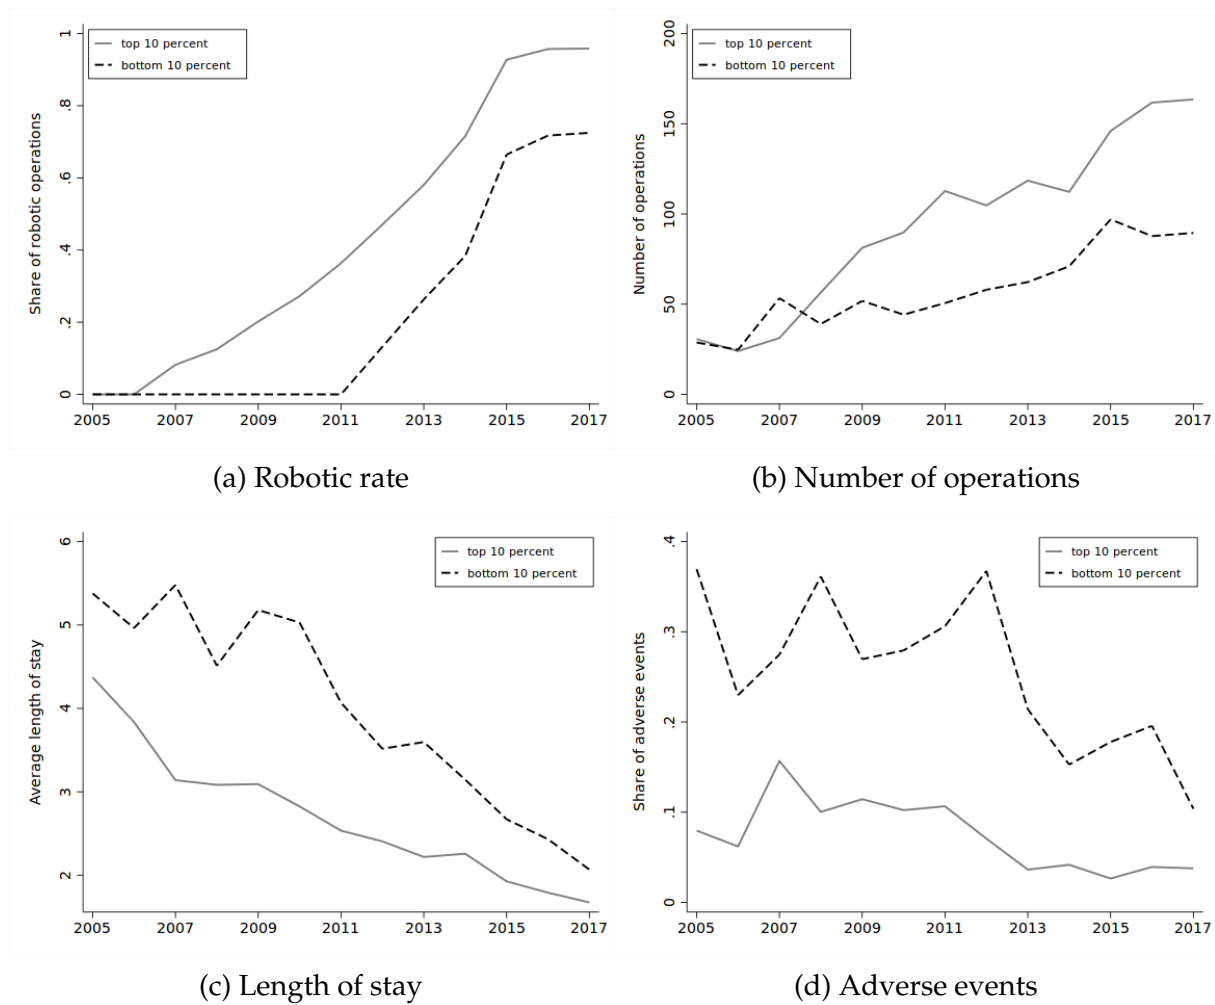 top 10 percent
bottom 10 percent
Share of robotic operations
1
.8
.6
.4
.2
0
2005 2007 2009 2011 2013 2015 2017
(a) Robotic rate
top 10 percent
bottom 10 percent
Number of operations
200
150
100
50
0
2005 2007 2009 2011 2013 2015 2017
(b) Number of operations
top 10 percent
bottom 10 percent
Average length of stay
6
5
4
3
2
2005 2007 2009 2011 2013 2015 2017
(c) Length of stay
top 10 percent
bottom 10 percent
Share of adverse events
.4
.3
.2
.1
0
2005 2007 2009 2011 2013 2015 2017
(d) Adverse events